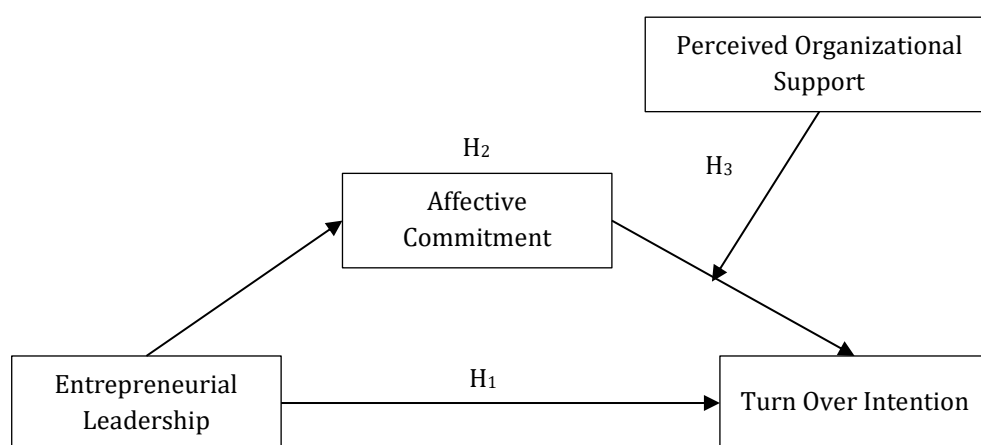 Perceived Organizational
Support
H₂
H₃
Affective
Commitment
Entrepreneurial
Leadership
H₁
Turn Over Intention